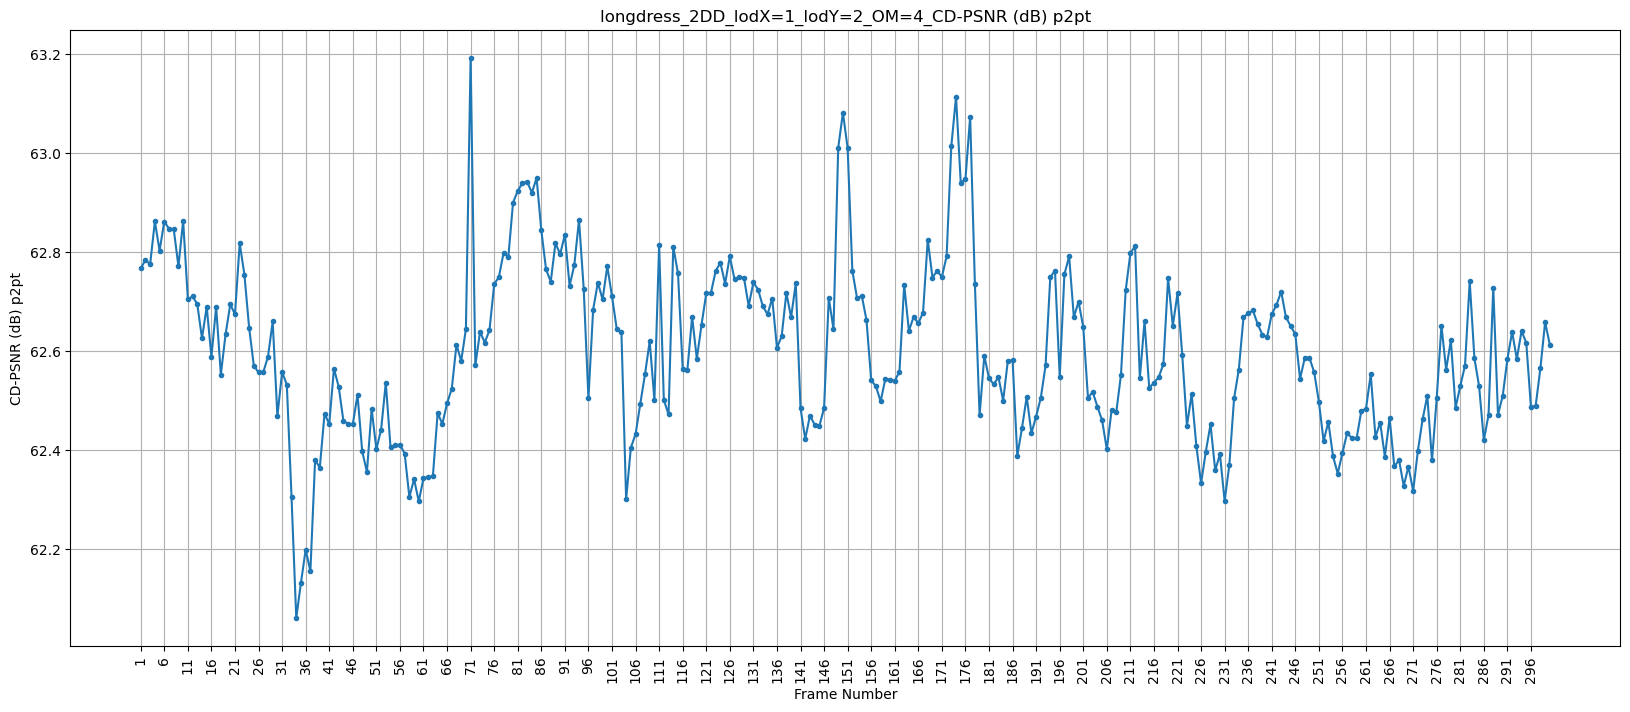 longdress_2DD_lodX=1_lodY=2_OM=4_CD-PSNR (dB) p2pt
CD-PSNR (dB) p2pt
63.2
63.0
62.8
62.6
62.4
62.2
1 6 11 16 21 26 31 36 41 46 51 56 61 66 71 76 81 86 91 96 101 106 111 116 121 126 131 136 141 146 151 156 161 166 171 176 181 186 191 196 201 206 211 216 221 226 231 236 241 246 251 256 261 266 271 276 281 286 291 296
Frame Number